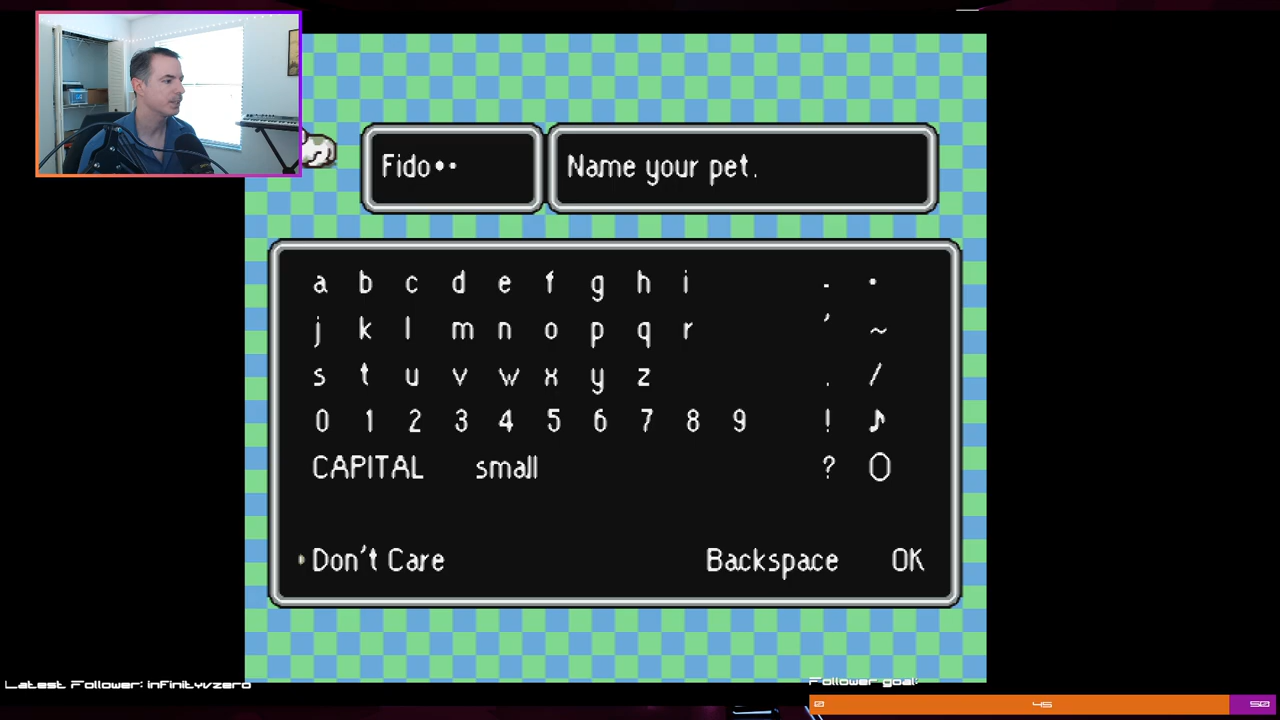 Fido••
Name your pet.
a b c d e f g h i - •
j k l m n o p q r ' ~
s t u v w x y z . /
0 1 2 3 4 5 6 7 8 9 ! ♪
CAPITAL small ? O
Don't Care Backspace OK
Latest Follower: infinityvzero
Follower goal:
0 45 50